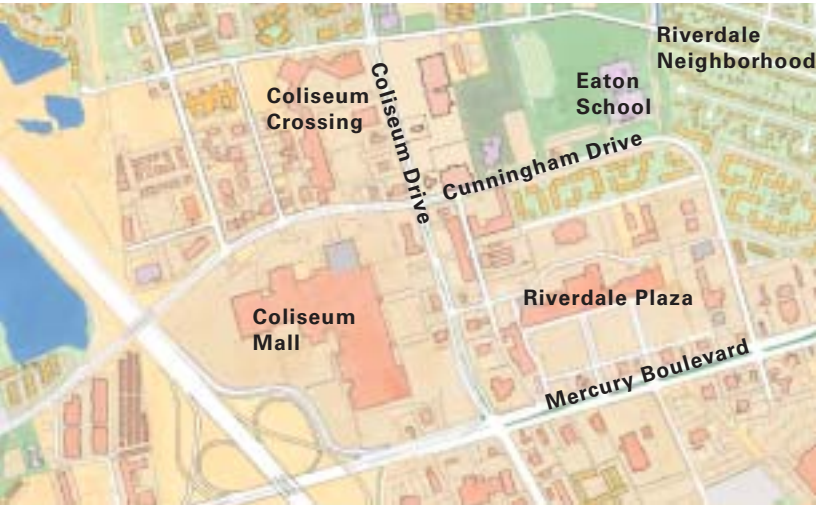 Riverdale
Neighborhood
Eaton
School
Coliseum
Crossing
Coliseum Drive
Cunningham Drive
Riverdale Plaza
Coliseum
Mall
Mercury Boulevard